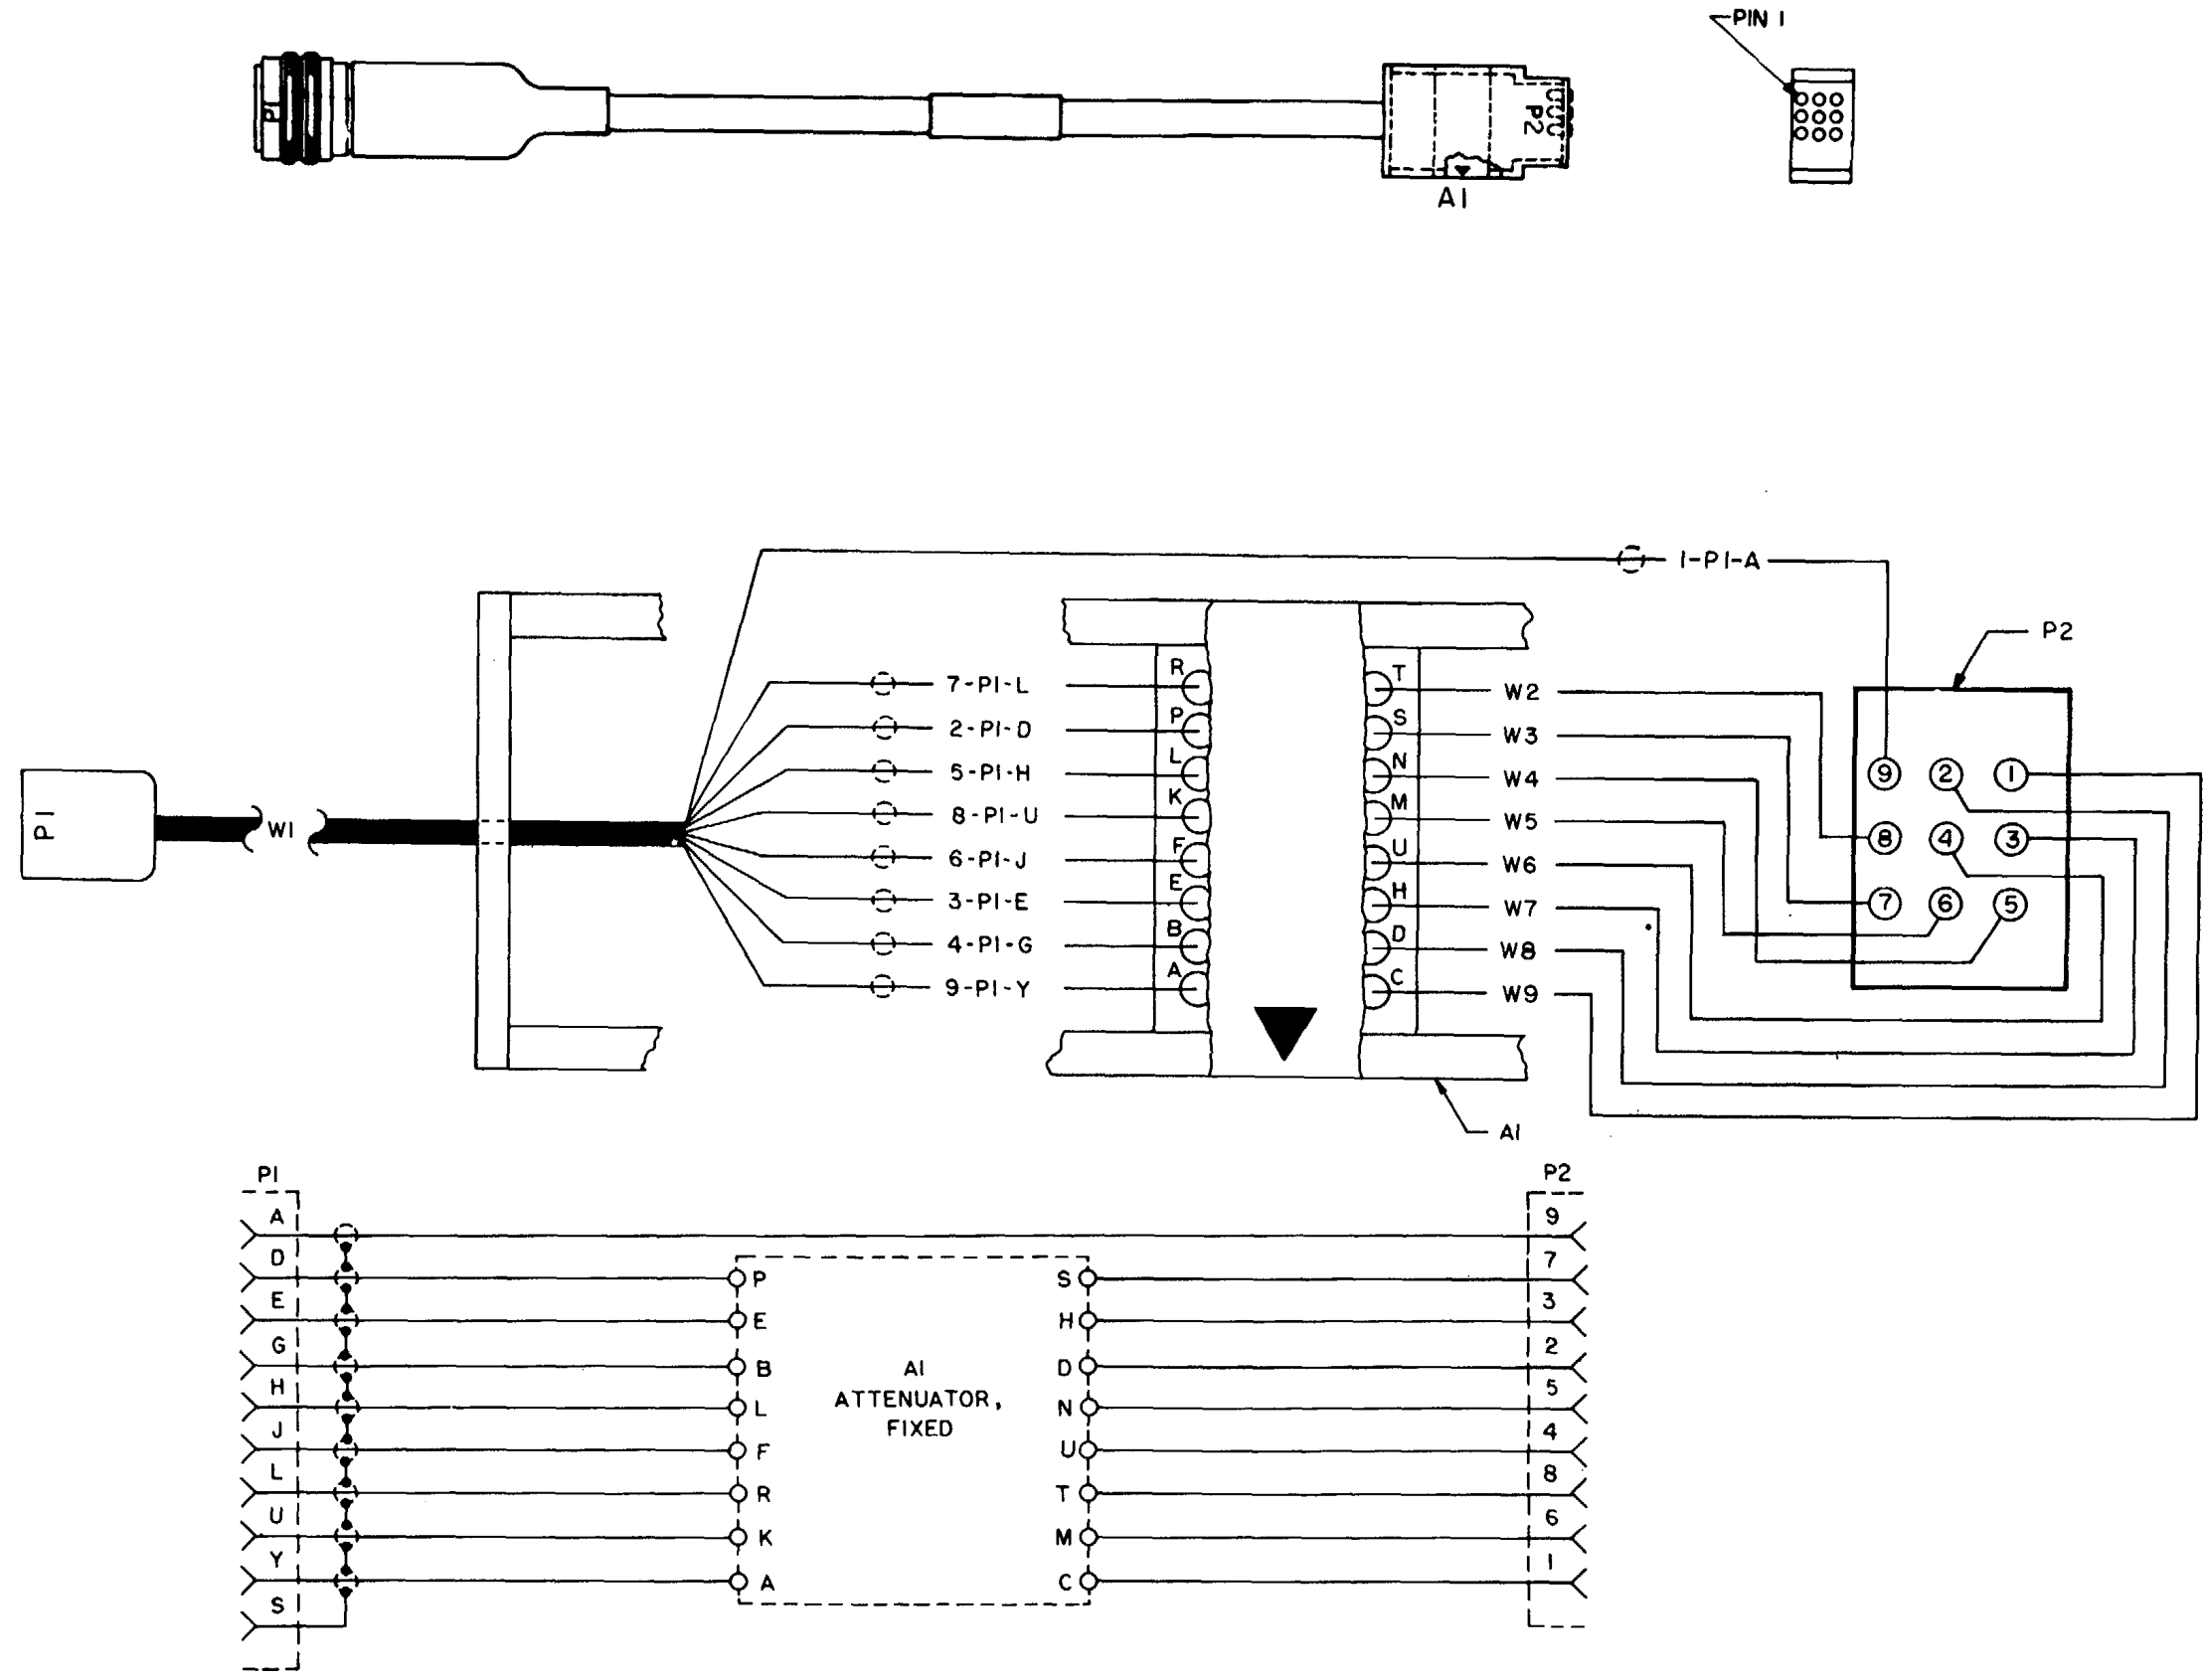 PIN 1
P1
P2
A1
1-P1-A
P2
R
T
7-P1-L
W2
P
S
2-P1-D
W3
L
N
5-P1-H
W4
9 2 1
K
M
P1
W1
8-P1-U
W5
8 4 3
F
U
6-P1-J
W6
E
H
3-P1-E
W7
7 6 5
B
D
4-P1-G
W8
A
C
9-P1-Y
W9
A1
P1
P2
A
9
D
7
P
S
E
3
E
H
G
2
B
D
A1
ATTENUATOR,
FIXED
H
5
L
N
J
4
F
U
L
8
R
T
U
6
K
M
Y
1
A
C
S